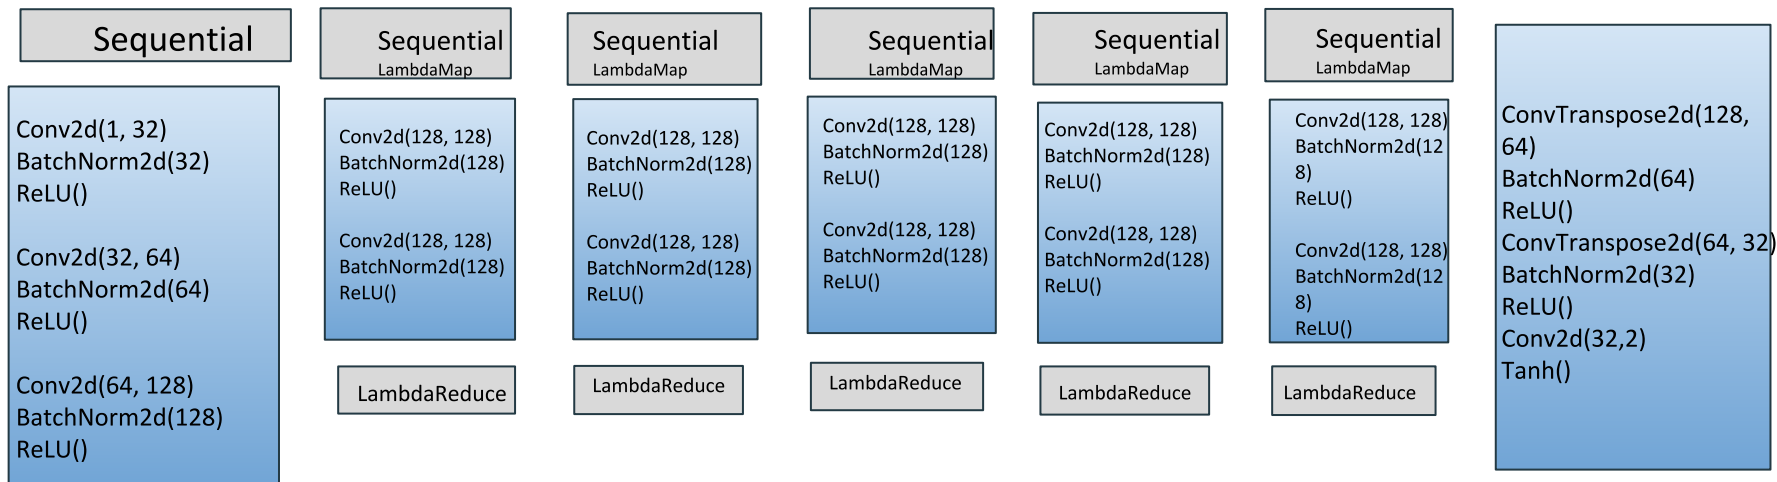 Sequential
Conv2d(1, 32)
BatchNorm2d(32)
ReLU()
Conv2d(32, 64)
BatchNorm2d(64)
ReLU()
Conv2d(64, 128)
BatchNorm2d(128)
ReLU()
Sequential
LambdaMap
Conv2d(128, 128)
BatchNorm2d(128)
ReLU()
Conv2d(128, 128)
BatchNorm2d(128)
ReLU()
LambdaReduce
Sequential
LambdaMap
Conv2d(128, 128)
BatchNorm2d(128)
ReLU()
Conv2d(128, 128)
BatchNorm2d(128)
ReLU()
LambdaReduce
Sequential
LambdaMap
Conv2d(128, 128)
BatchNorm2d(128)
ReLU()
Conv2d(128, 128)
BatchNorm2d(128)
ReLU()
LambdaReduce
Sequential
LambdaMap
Conv2d(128, 128)
BatchNorm2d(128)
ReLU()
Conv2d(128, 128)
BatchNorm2d(128)
ReLU()
LambdaReduce
Sequential
LambdaMap
Conv2d(128, 128)
BatchNorm2d(12
8)
ReLU()
Conv2d(128, 128)
BatchNorm2d(12
8)
ReLU()
LambdaReduce
ConvTranspose2d(128,
64)
BatchNorm2d(64)
ReLU()
ConvTranspose2d(64, 32)
BatchNorm2d(32)
ReLU()
Conv2d(32,2)
Tanh()